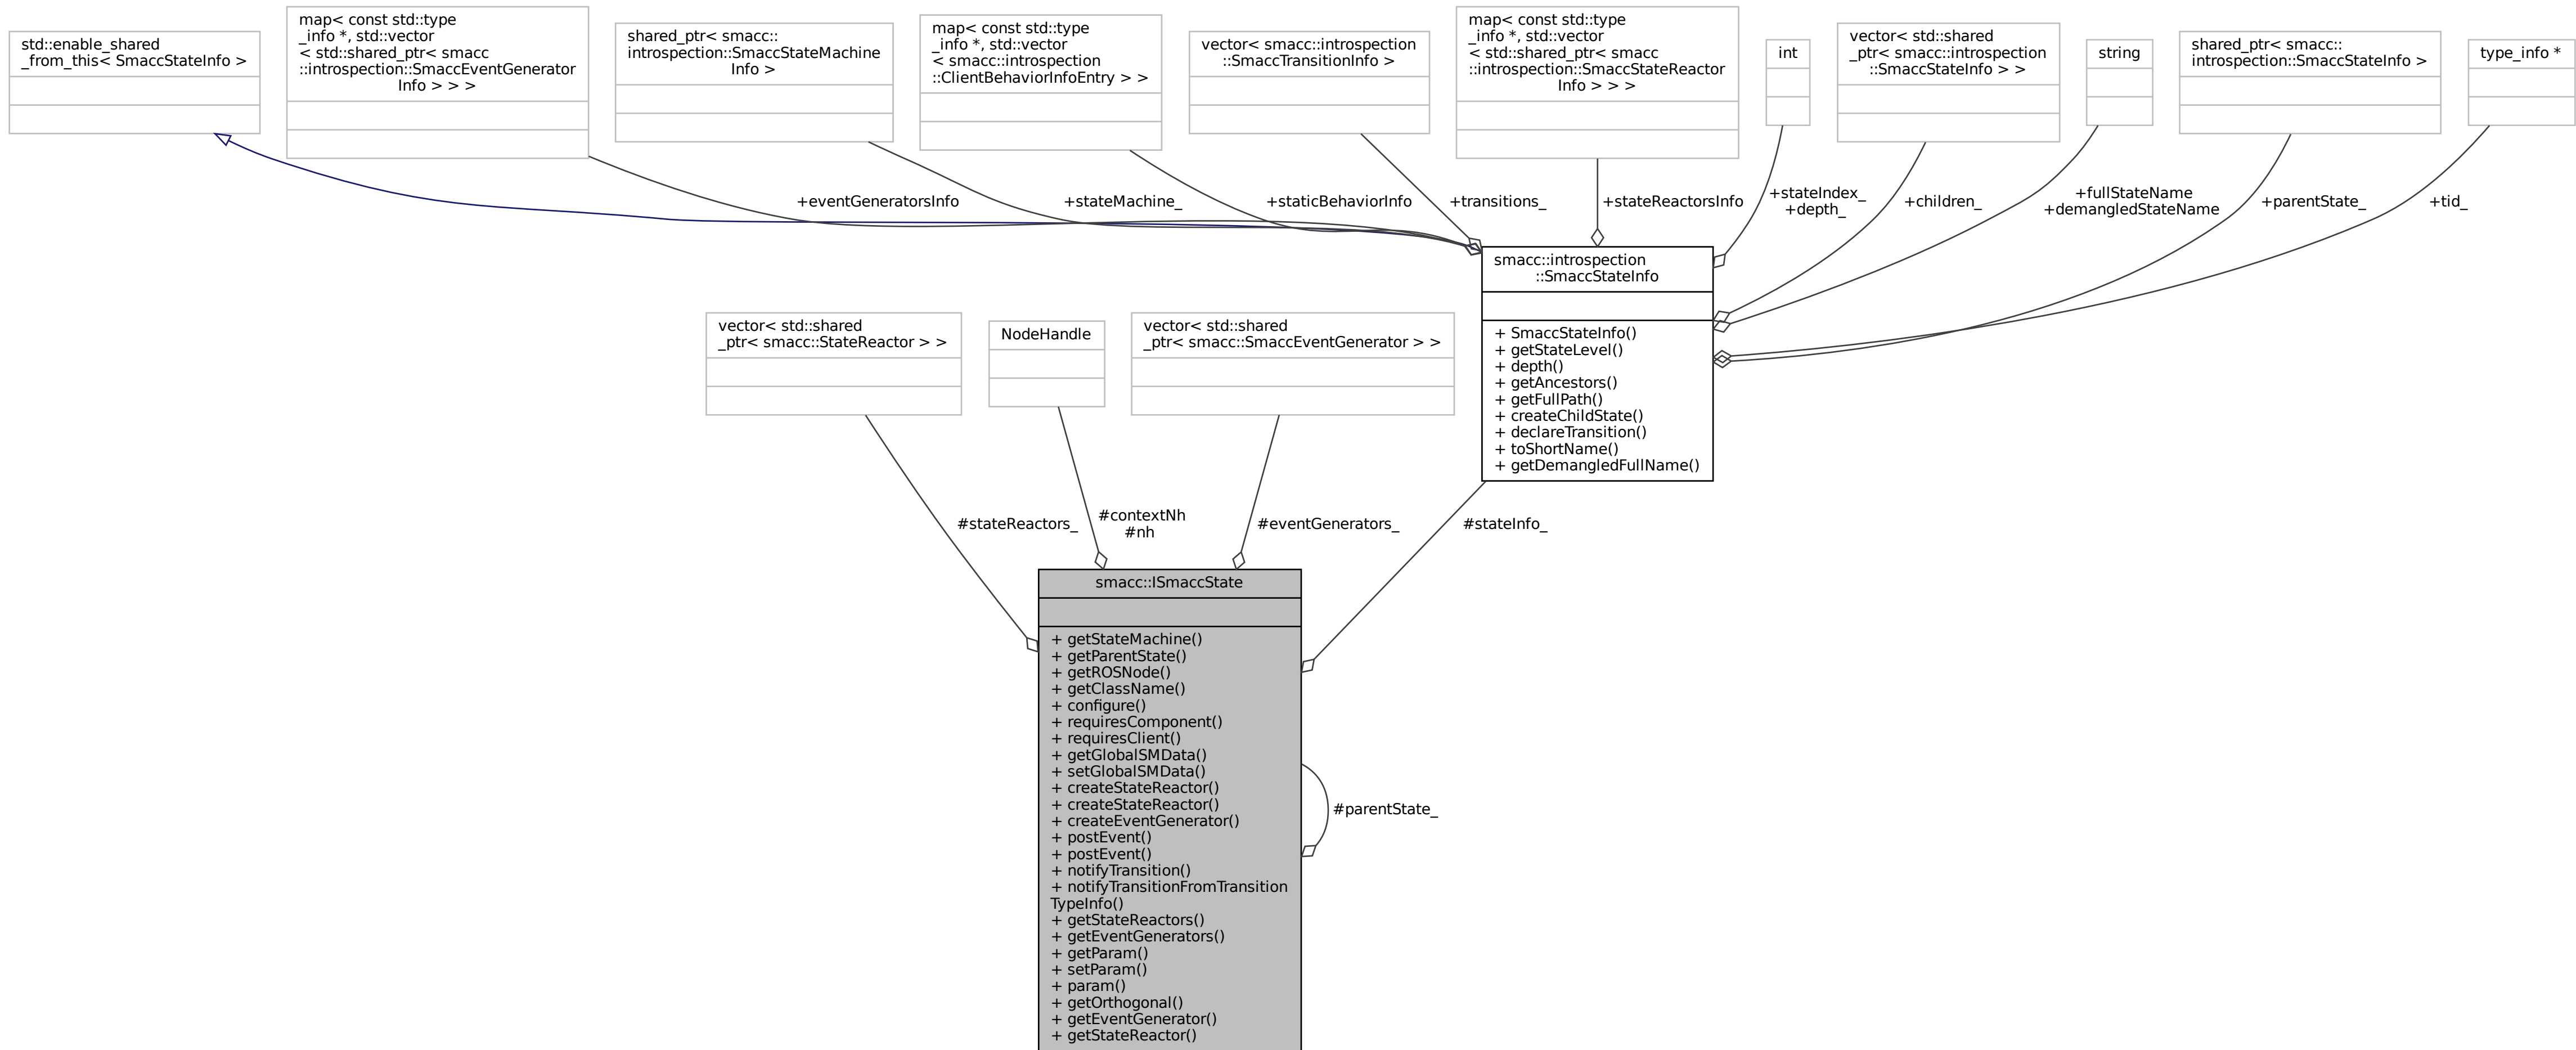 std::enable_shared
_from_this< SmaccStateInfo >
map< const std::type
_info *, std::vector
< std::shared_ptr< smacc
::introspection::SmaccEventGenerator
Info > > >
shared_ptr< smacc::
introspection::SmaccStateMachine
Info >
map< const std::type
_info *, std::vector
< smacc::introspection
::ClientBehaviorInfoEntry > >
vector< smacc::introspection
::SmaccTransitionInfo >
map< const std::type
_info *, std::vector
< std::shared_ptr< smacc
::introspection::SmaccStateReactor
Info > > >
int
vector< std::shared
_ptr< smacc::introspection
::SmaccStateInfo > >
string
shared_ptr< smacc::
introspection::SmaccStateInfo >
type_info *
+eventGeneratorsInfo
+stateMachine_
+staticBehaviorInfo
+transitions_
+stateReactorsInfo
+stateIndex_
+depth_
+children_
+fullStateName
+demangledStateName
+parentState_
+tid_
smacc::introspection
::SmaccStateInfo
+ SmaccStateInfo()
+ getStateLevel()
+ depth()
+ getAncestors()
+ getFullPath()
+ createChildState()
+ declareTransition()
+ toShortName()
+ getDemangledFullName()
vector< std::shared
_ptr< smacc::StateReactor > >
NodeHandle
vector< std::shared
_ptr< smacc::SmaccEventGenerator > >
#stateReactors_
#contextNh
#nh
#eventGenerators_
#stateInfo_
smacc::ISmaccState
+ getStateMachine()
+ getParentState()
+ getROSNode()
+ getClassName()
+ configure()
+ requiresComponent()
+ requiresClient()
+ getGlobalSMData()
+ setGlobalSMData()
+ createStateReactor()
+ createStateReactor()
+ createEventGenerator()
+ postEvent()
+ postEvent()
+ notifyTransition()
+ notifyTransitionFromTransition
TypeInfo()
+ getStateReactors()
+ getEventGenerators()
+ getParam()
+ setParam()
+ param()
+ getOrthogonal()
+ getEventGenerator()
+ getStateReactor()
#parentState_